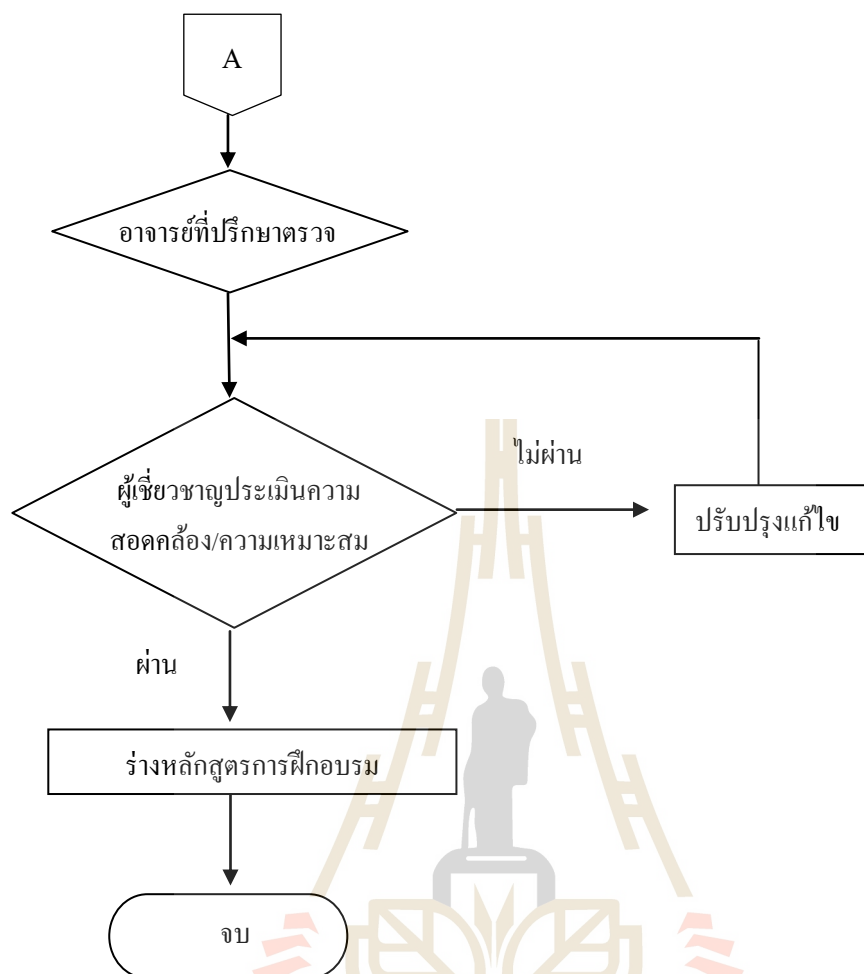 A
อาจารย์ที่ปรึกษาตรวจ
ไม่ผ่าน
ผู้เชี่ยวชาญประเมินความ
สอดคล้อง/ความเหมาะสม
ปรับปรุงแก้ไข
ผ่าน
ร่างหลักสูตรการฝึกอบรม
จบ